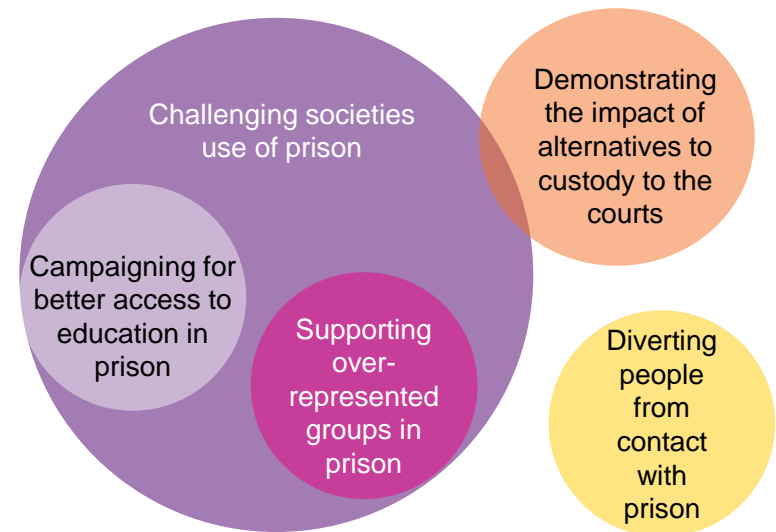 Challenging societies
use of prison
Demonstrating
the impact of
alternatives to
custody to the
courts
Campaigning for
better access to
education in
prison
Supporting
over-
represented
groups in
prison
Diverting
people
from
contact
with
prison